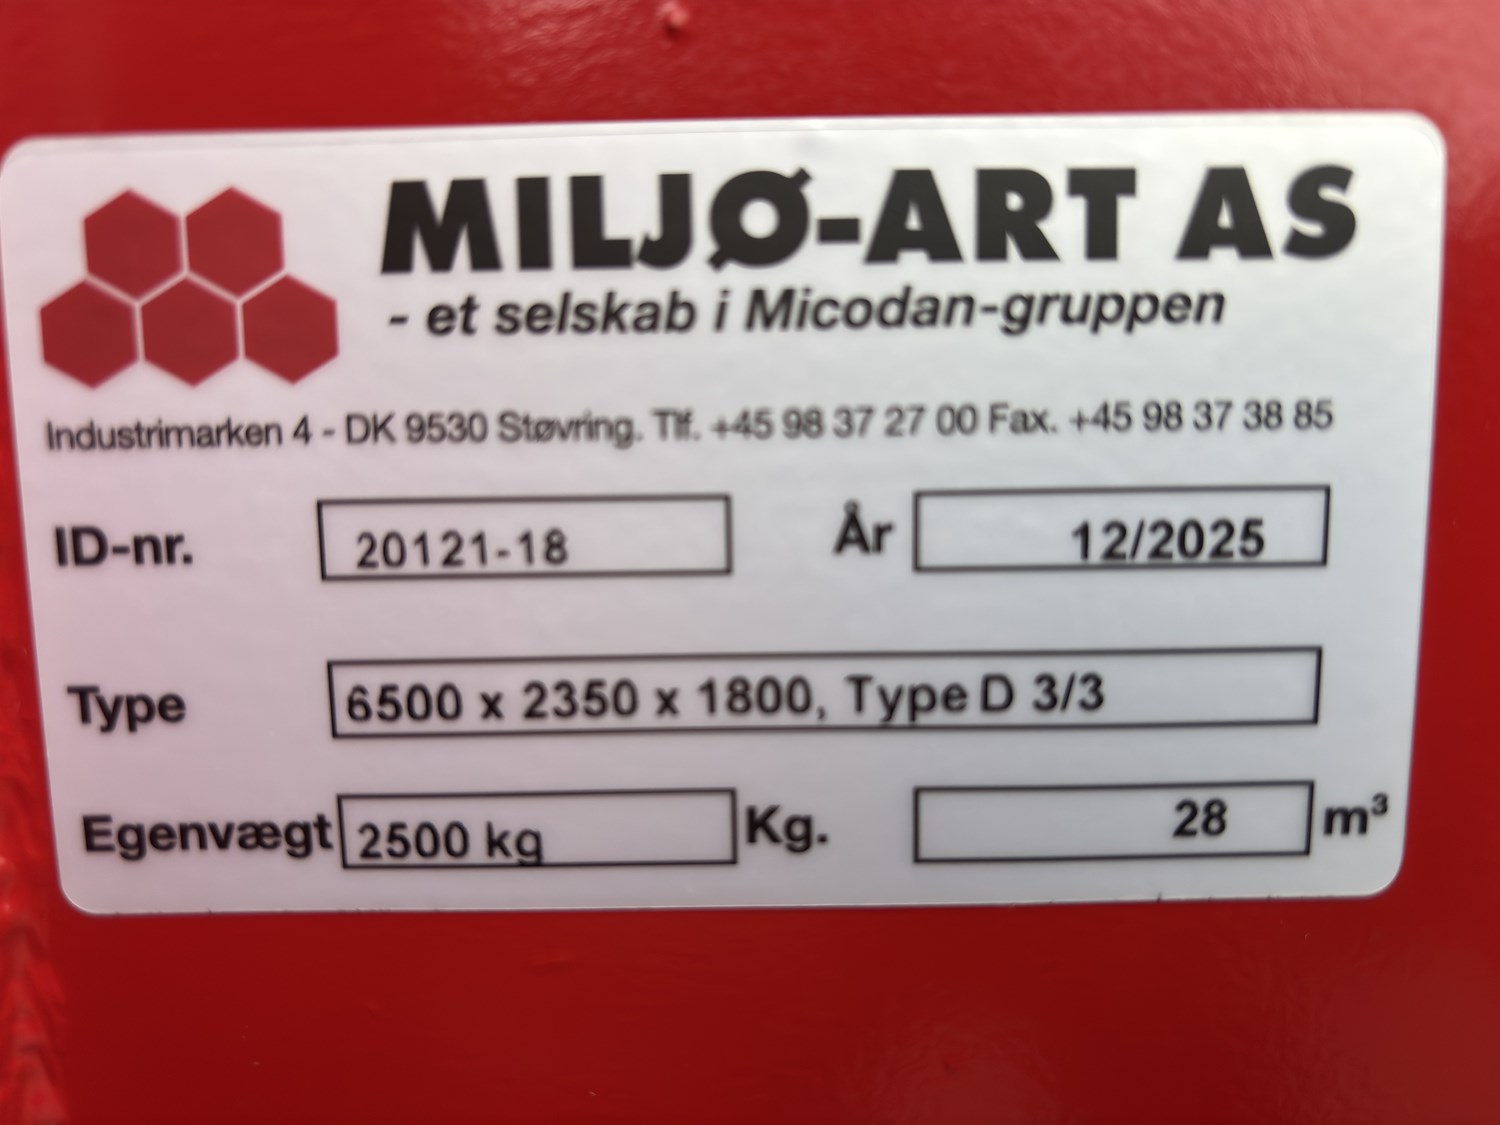 MILJØ-ART AS
- et selskab i Micodan-gruppen
Industrimarken 4 - DK 9530 Støvring. Tlf. +45 98 37 27 00 Fax. +45 98 37 38 85
ID-nr. 20121-18 År 12/2025
Type 6500 x 2350 x 1800, Type D 3/3
Egenvægt 2500 kg Kg. 28 m³